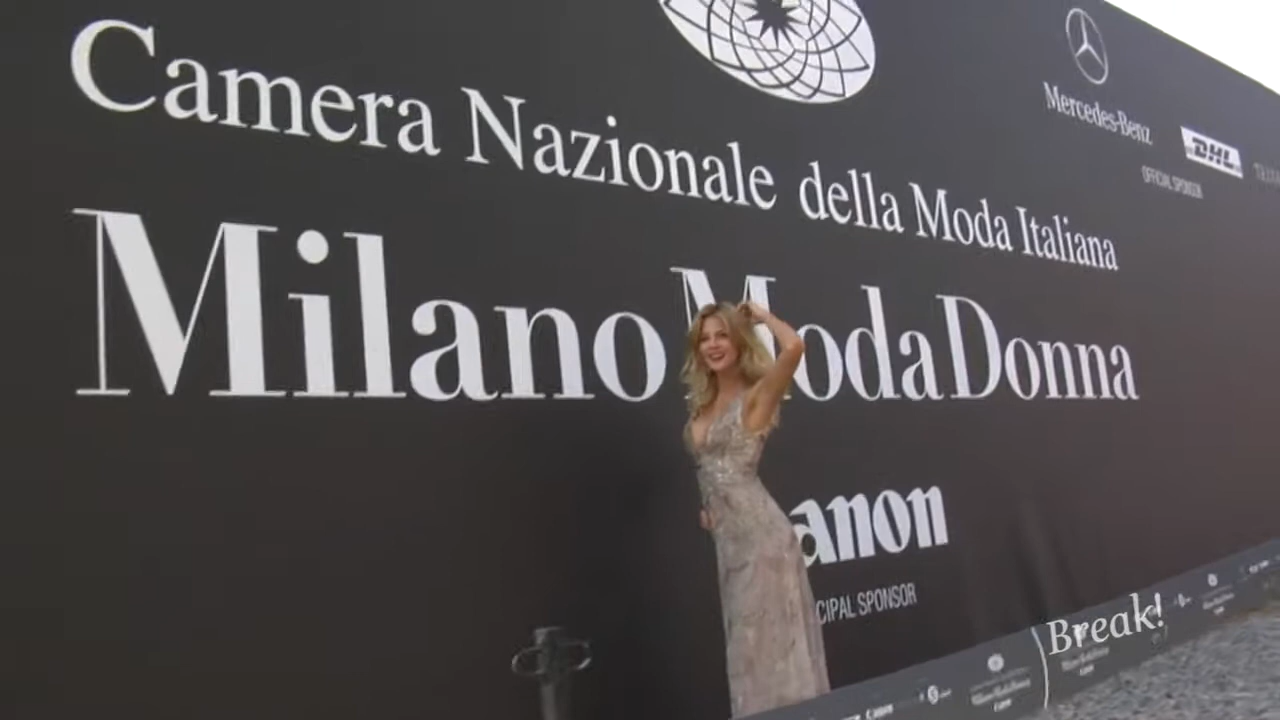 Camera Nazionale della Moda Italiana
Mercedes-Benz
DHL
OFFICIAL SPONSOR
Milano ModaDonna
anon
CIPAL SPONSOR
Break!